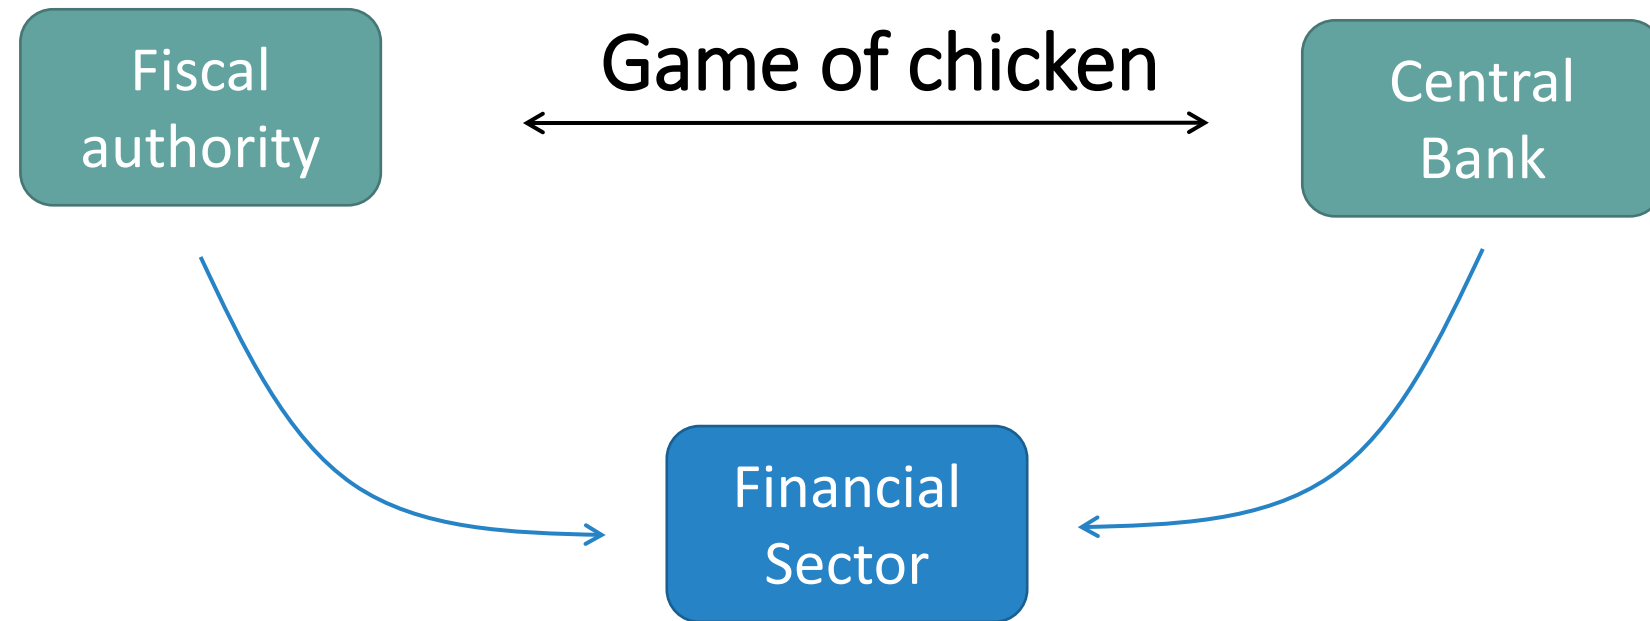 Fiscal
authority
Game of chicken
Central
Bank
Financial
Sector